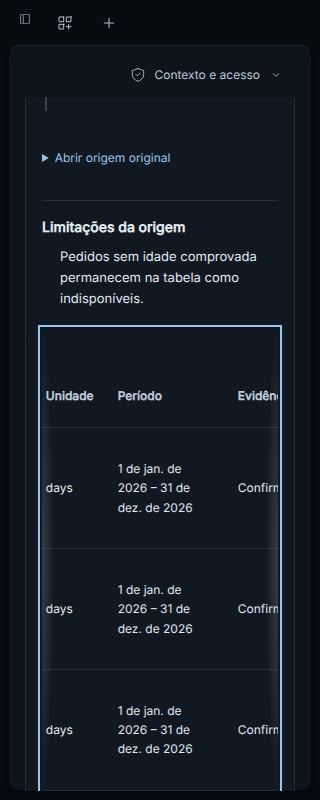 Contexto e acesso
Abrir origem original
Limitações da origem
Pedidos sem idade comprovada
permanecem na tabela como
indisponíveis.
Unidade Período
days 1 de jan. de
2026 – 31 de
dez. de 2026
days 1 de jan. de
2026 – 31 de
dez. de 2026
days 1 de jan. de
2026 – 31 de
dez. de 2026